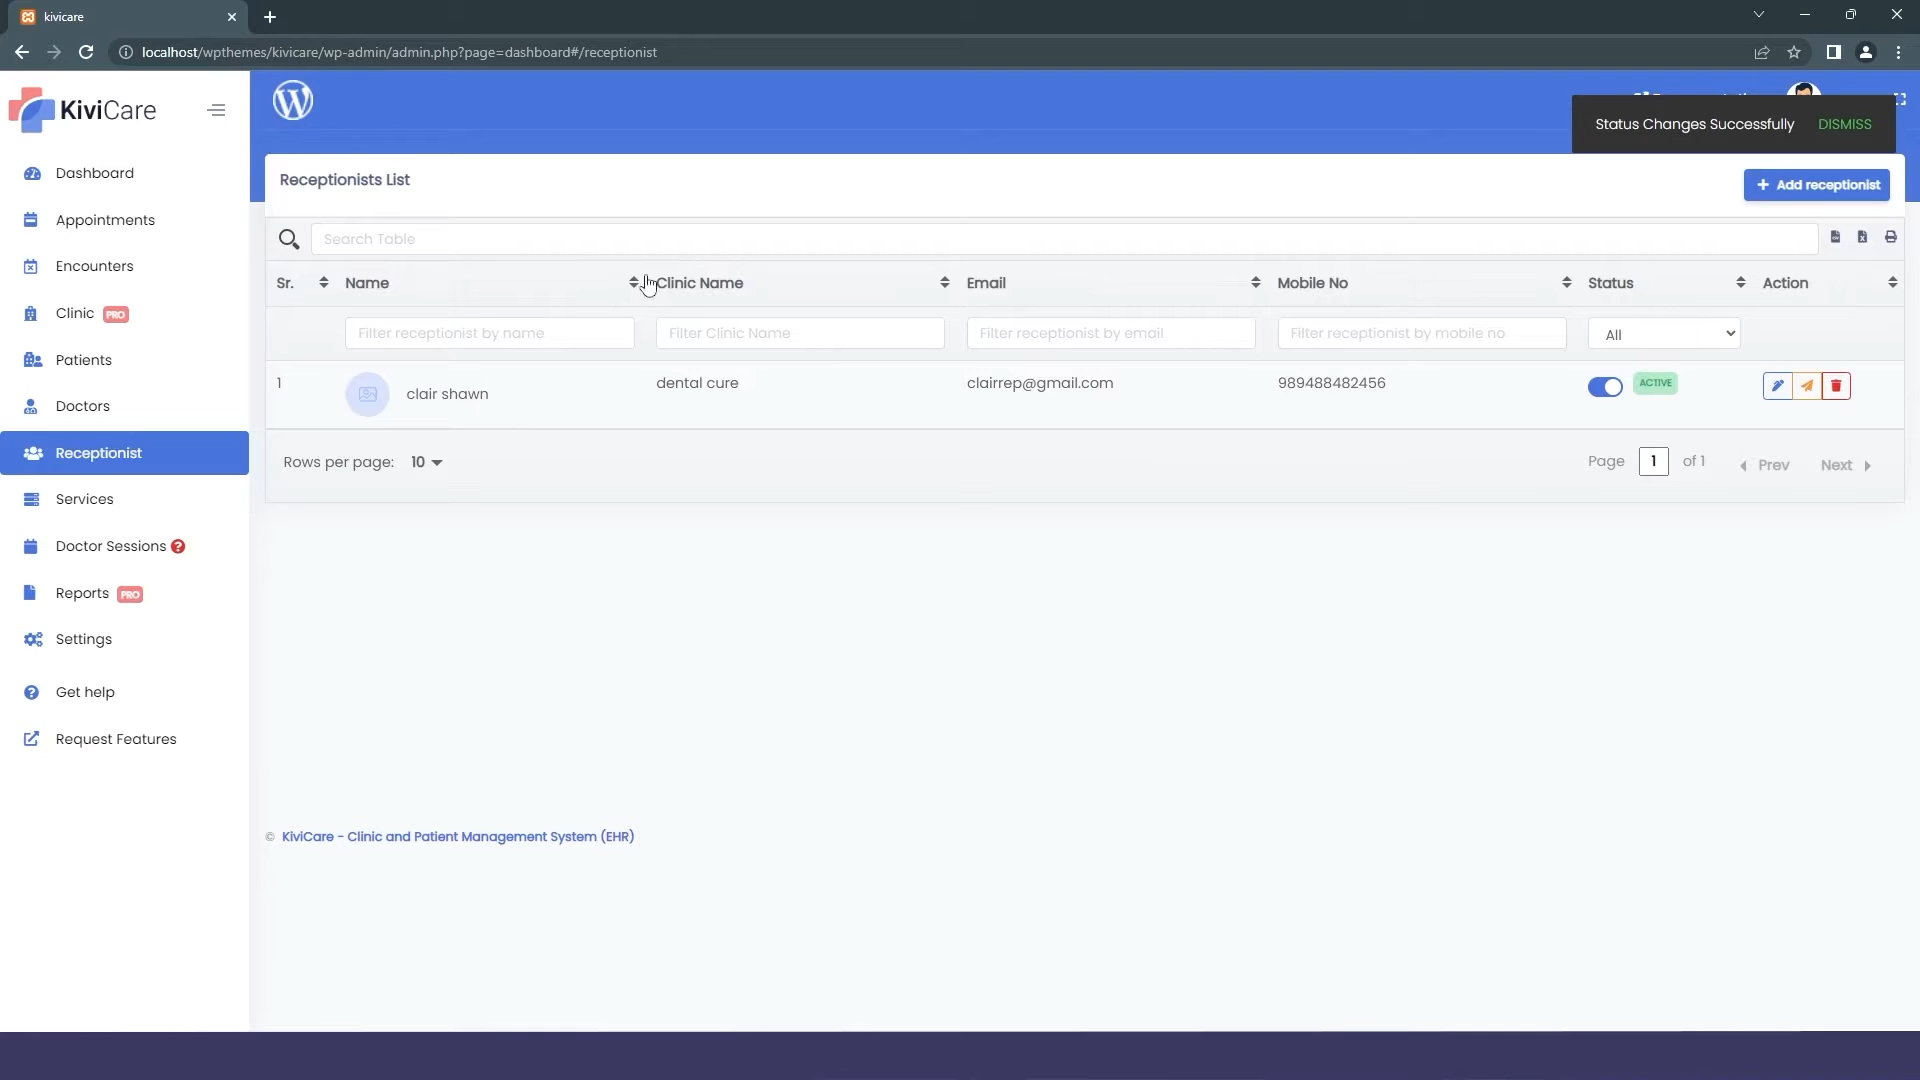 kivicare
localhost/wpthemes/kivicare/wp-admin/admin.php?page=dashboard#/receptionist
KiviCare
Status Changes Successfully DISMISS
Dashboard
Appointments
Encounters
Clinic PRO
Patients
Doctors
Receptionist
Services
Doctor Sessions ?
Reports PRO
Settings
Get help
Request Features
Receptionists List
+ Add receptionist
Search Table
Sr. Name Clinic Name Email Mobile No Status Action
Filter receptionist by name Filter Clinic Name Filter receptionist by email Filter receptionist by mobile no All
1 clair shawn dental cure clairrep@gmail.com 989488482456 ACTIVE
Rows per page: 10 Page 1 of 1 Prev Next
© KiviCare - Clinic and Patient Management System (EHR)